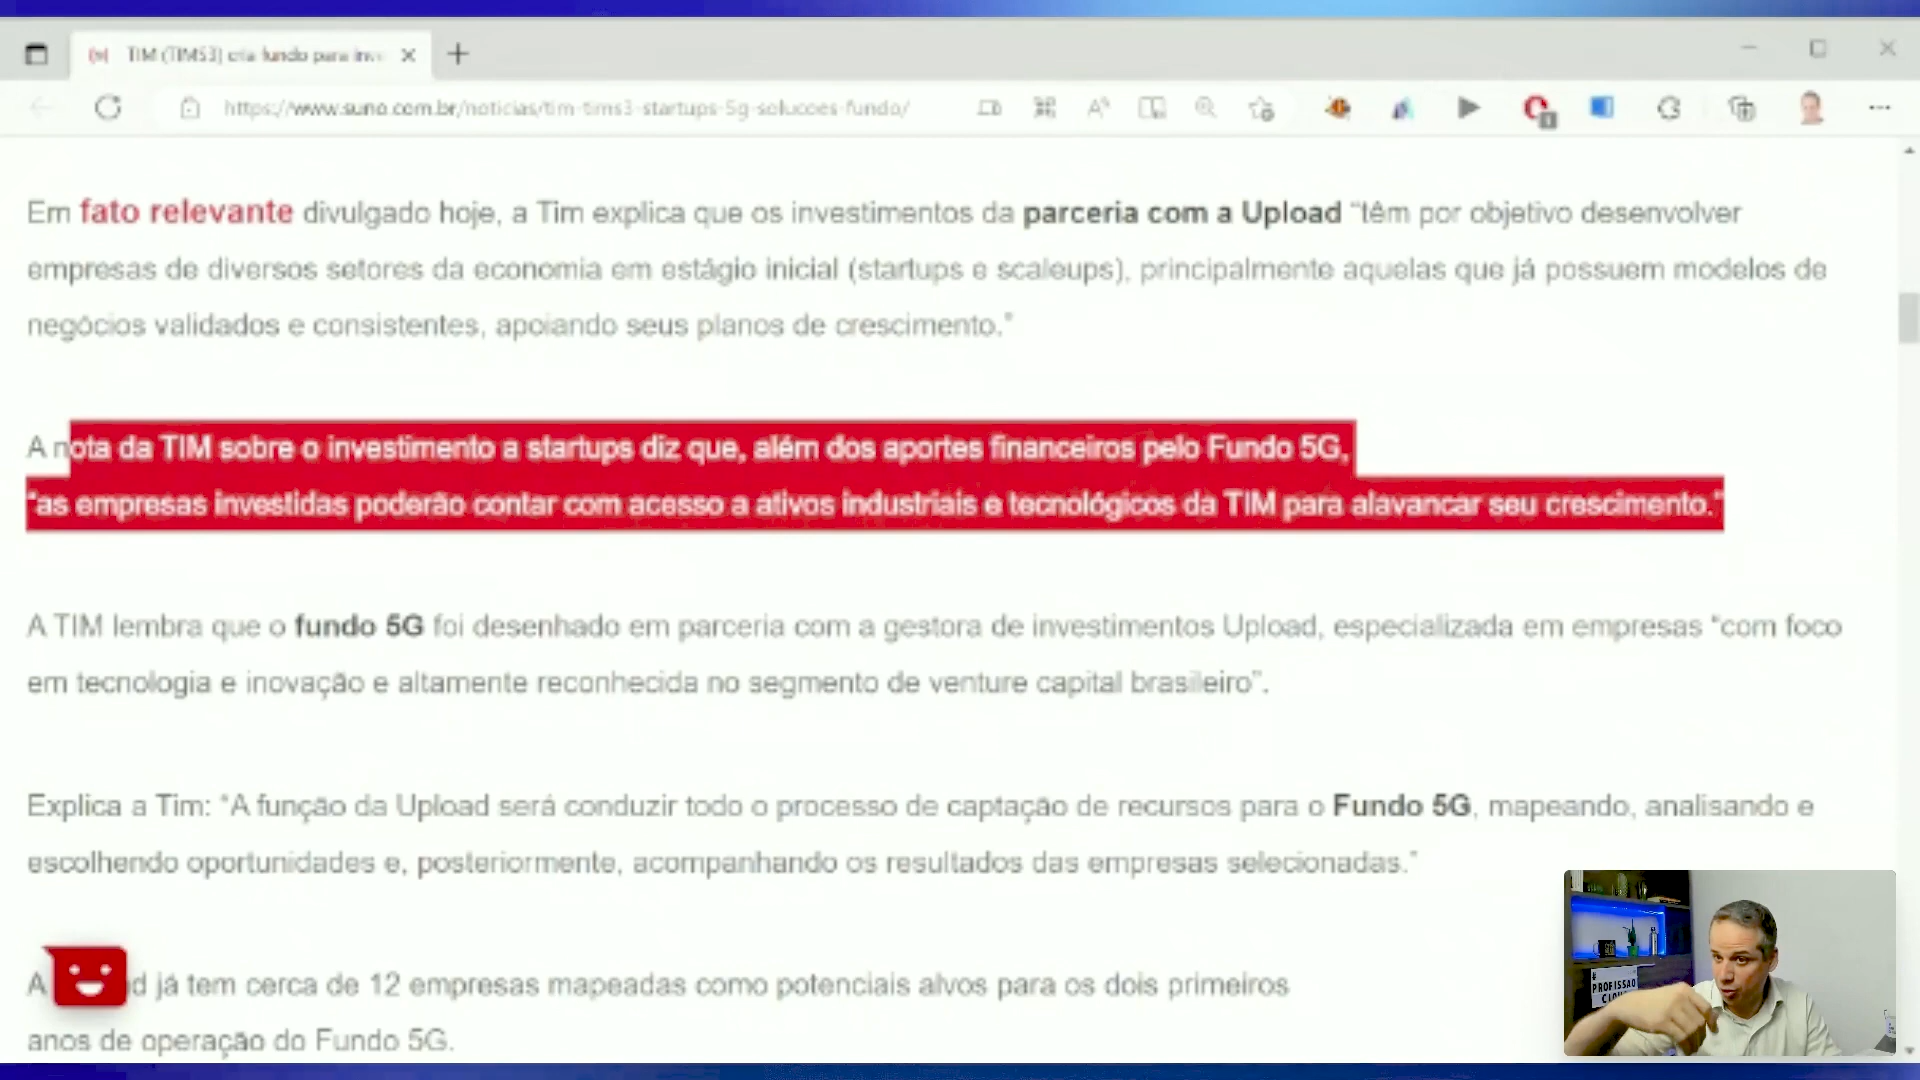 TIM (TIMS3) cria fundo para inve
https://www.suno.com.br/noticias/tim-tims3-startups-5g-solucoes-fundo/
Em fato relevante divulgado hoje, a Tim explica que os investimentos da parceria com a Upload “têm por objetivo desenvolver
empresas de diversos setores da economia em estágio inicial (startups e scaleups), principalmente aquelas que já possuem modelos de
negócios validados e consistentes, apoiando seus planos de crescimento.”
A nota da TIM sobre o investimento a startups diz que, além dos aportes financeiros pelo Fundo 5G,
“as empresas investidas poderão contar com acesso a ativos industriais e tecnológicos da TIM para alavancar seu crescimento.”
A TIM lembra que o fundo 5G foi desenhado em parceria com a gestora de investimentos Upload, especializada em empresas “com foco
em tecnologia e inovação e altamente reconhecida no segmento de venture capital brasileiro”.
Explica a Tim: “A função da Upload será conduzir todo o processo de captação de recursos para o Fundo 5G, mapeando, analisando e
escolhendo oportunidades e, posteriormente, acompanhando os resultados das empresas selecionadas.”
A d já tem cerca de 12 empresas mapeadas como potenciais alvos para os dois primeiros
anos de operação do Fundo 5G.
PROFISSAO